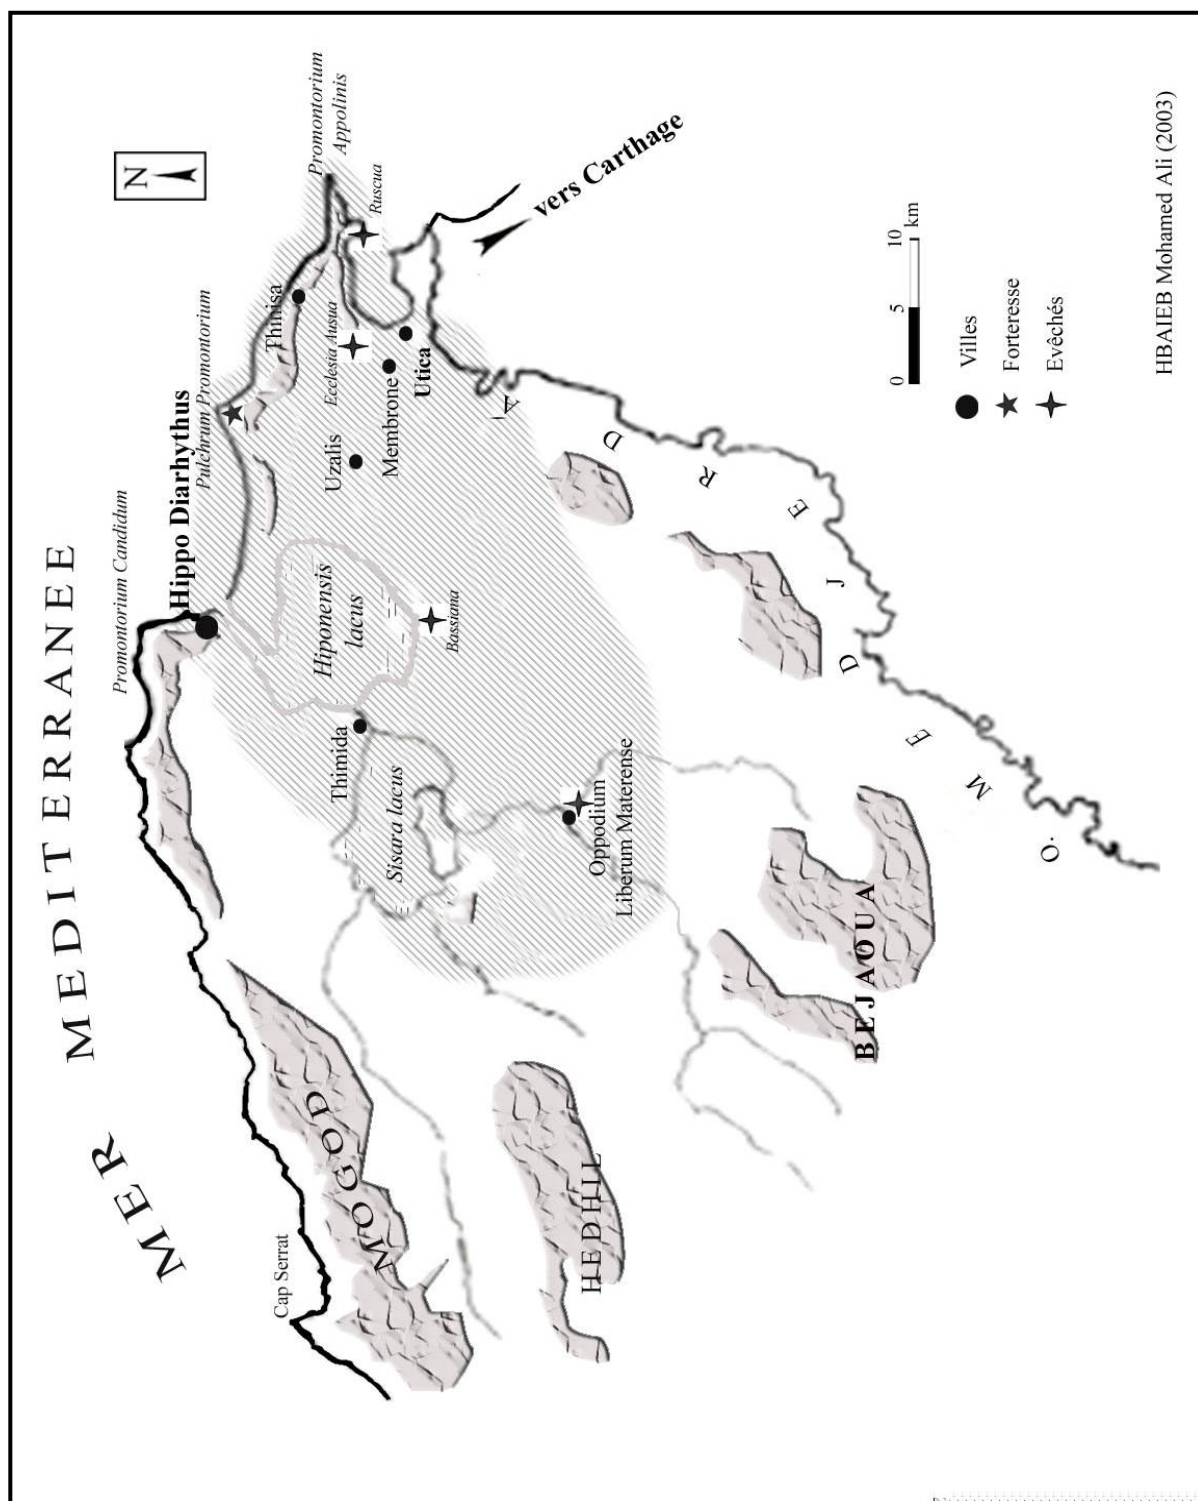 MER MEDITERRANEE
N
Cap Serrat
Promontorium Candidum
Hippo Diarhythus
Pulchrum Promontorium
Promontorium
Appolinis
Thinisa
Ruscua
Ecclesia Ausua
Uzalis
Membrone
Utica
vers Carthage
Hiponensis
lacus
Bassiana
Thimida
Sisara lacus
Oppodium
Liberum Materense
MOGOD
HEDHIL
BEJAOUA
O. MEDJERDA
0 5 10
km
Villes
Forteresse
Evêchés
HBAIEB Mohamed Ali (2003)